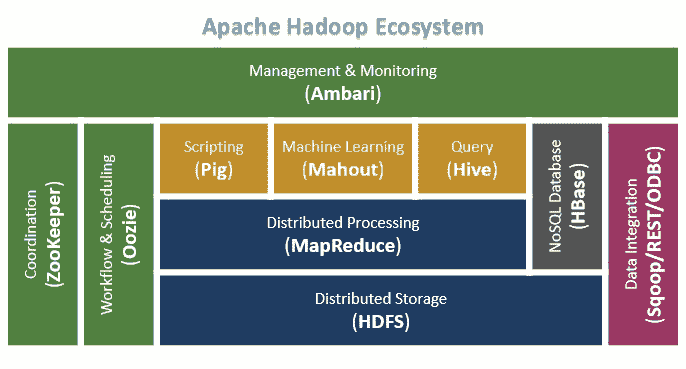 Apache Hadoop Ecosystem
Management & Monitoring
(Ambari)
Coordination
(ZooKeeper)
Workflow & Scheduling
(Oozie)
Scripting
(Pig)
Machine Learning
(Mahout)
Query
(Hive)
Distributed Processing
(MapReduce)
Distributed Storage
(HDFS)
NoSQL Database
(HBase)
Data Integration
(Sqoop/REST/ODBC)